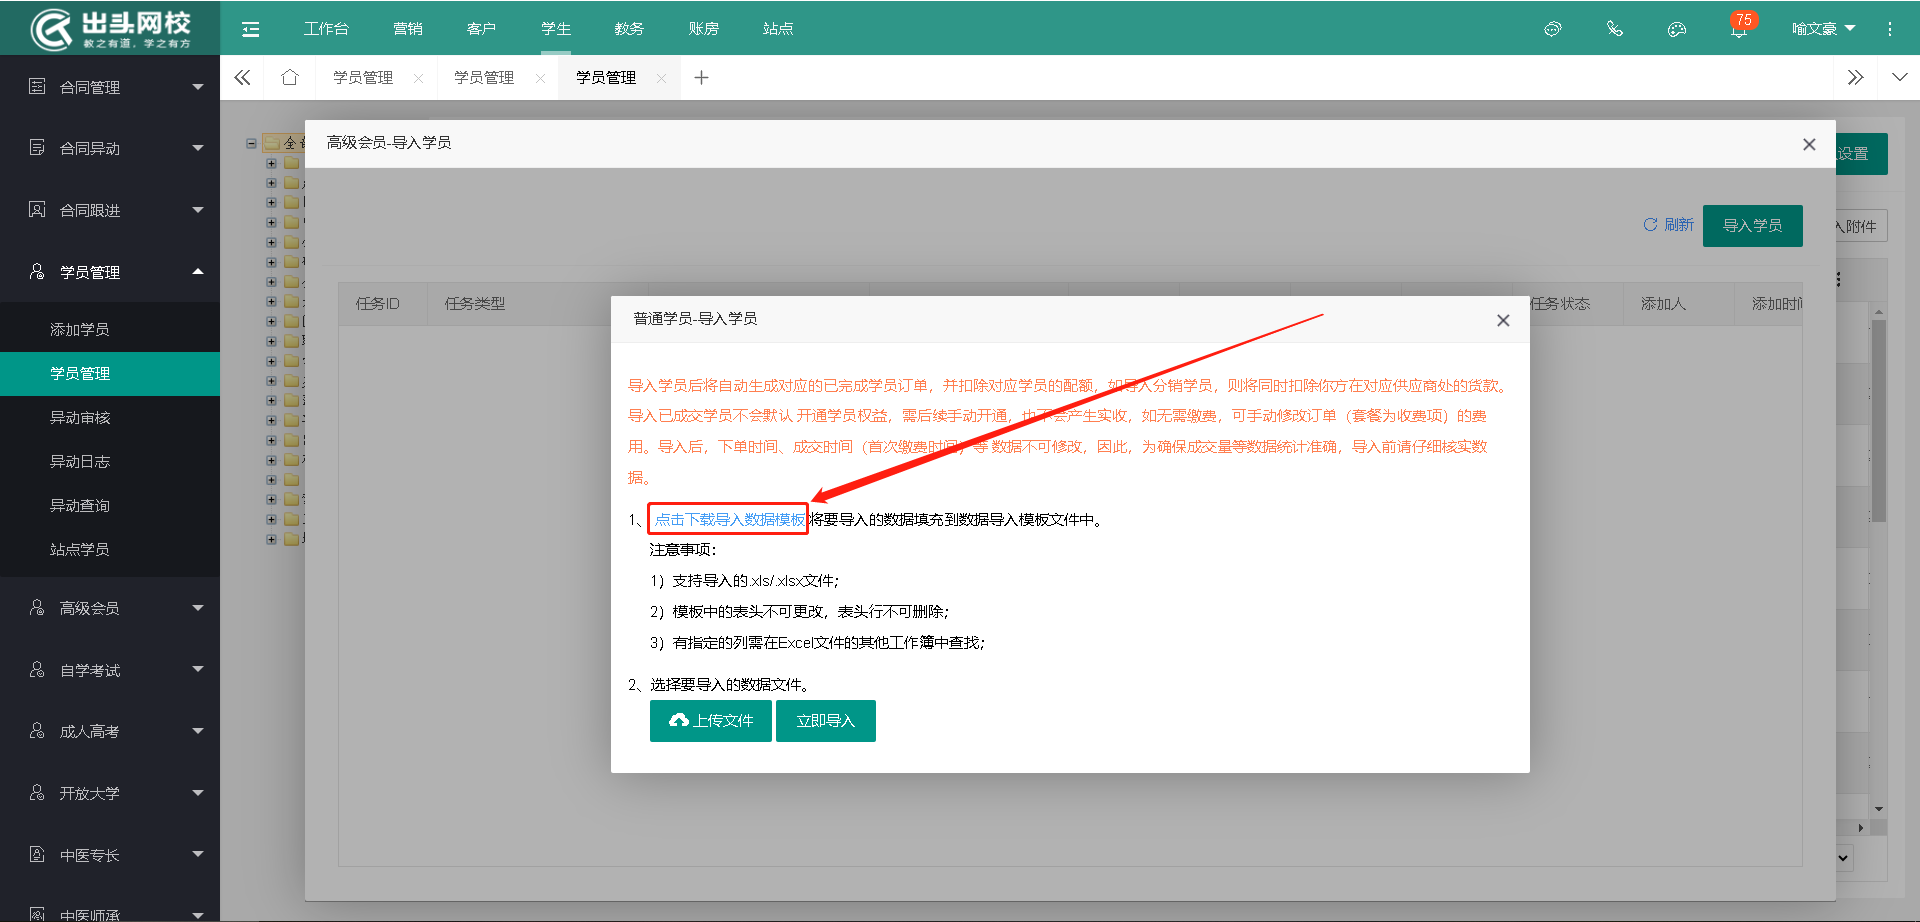 出头网校
教之有道，学之有方
工作台
营销
客户
学生
教务
账房
站点
75
喻文豪
学员管理
学员管理
学员管理
合同管理
合同异动
合同跟进
学员管理
添加学员
学员管理
异动审核
异动日志
异动查询
站点学员
高级会员
自学考试
成人高考
开放大学
中医专长
中医师承
高级会员-导入学员
设置
刷新
导入学员
入附件
任务ID
任务类型
任务状态
添加人
添加时间
普通学员-导入学员
导入学员后将自动生成对应的已完成学员订单，并扣除对应学员的配额，如导入分销学员，则将同时扣除你方在对应供应商处的货款。
导入已成交学员不会默认开通学员权益，需后续手动开通，也不会产生实收，如无需缴费，可手动修改订单（套餐为收费项）的费
用。导入后，下单时间、成交时间（首次缴费时间）等数据不可修改，因此，为确保成交量等数据统计准确，导入前请仔细核实数
据。
1、点击下载导入数据模板将要导入的数据填充到数据导入模板文件中。
注意事项：
1）支持导入的.xls/.xlsx文件；
2）模板中的表头不可更改，表头行不可删除；
3）有指定的列需在Excel文件的其他工作簿中查找；
2、选择要导入的数据文件。
上传文件
立即导入